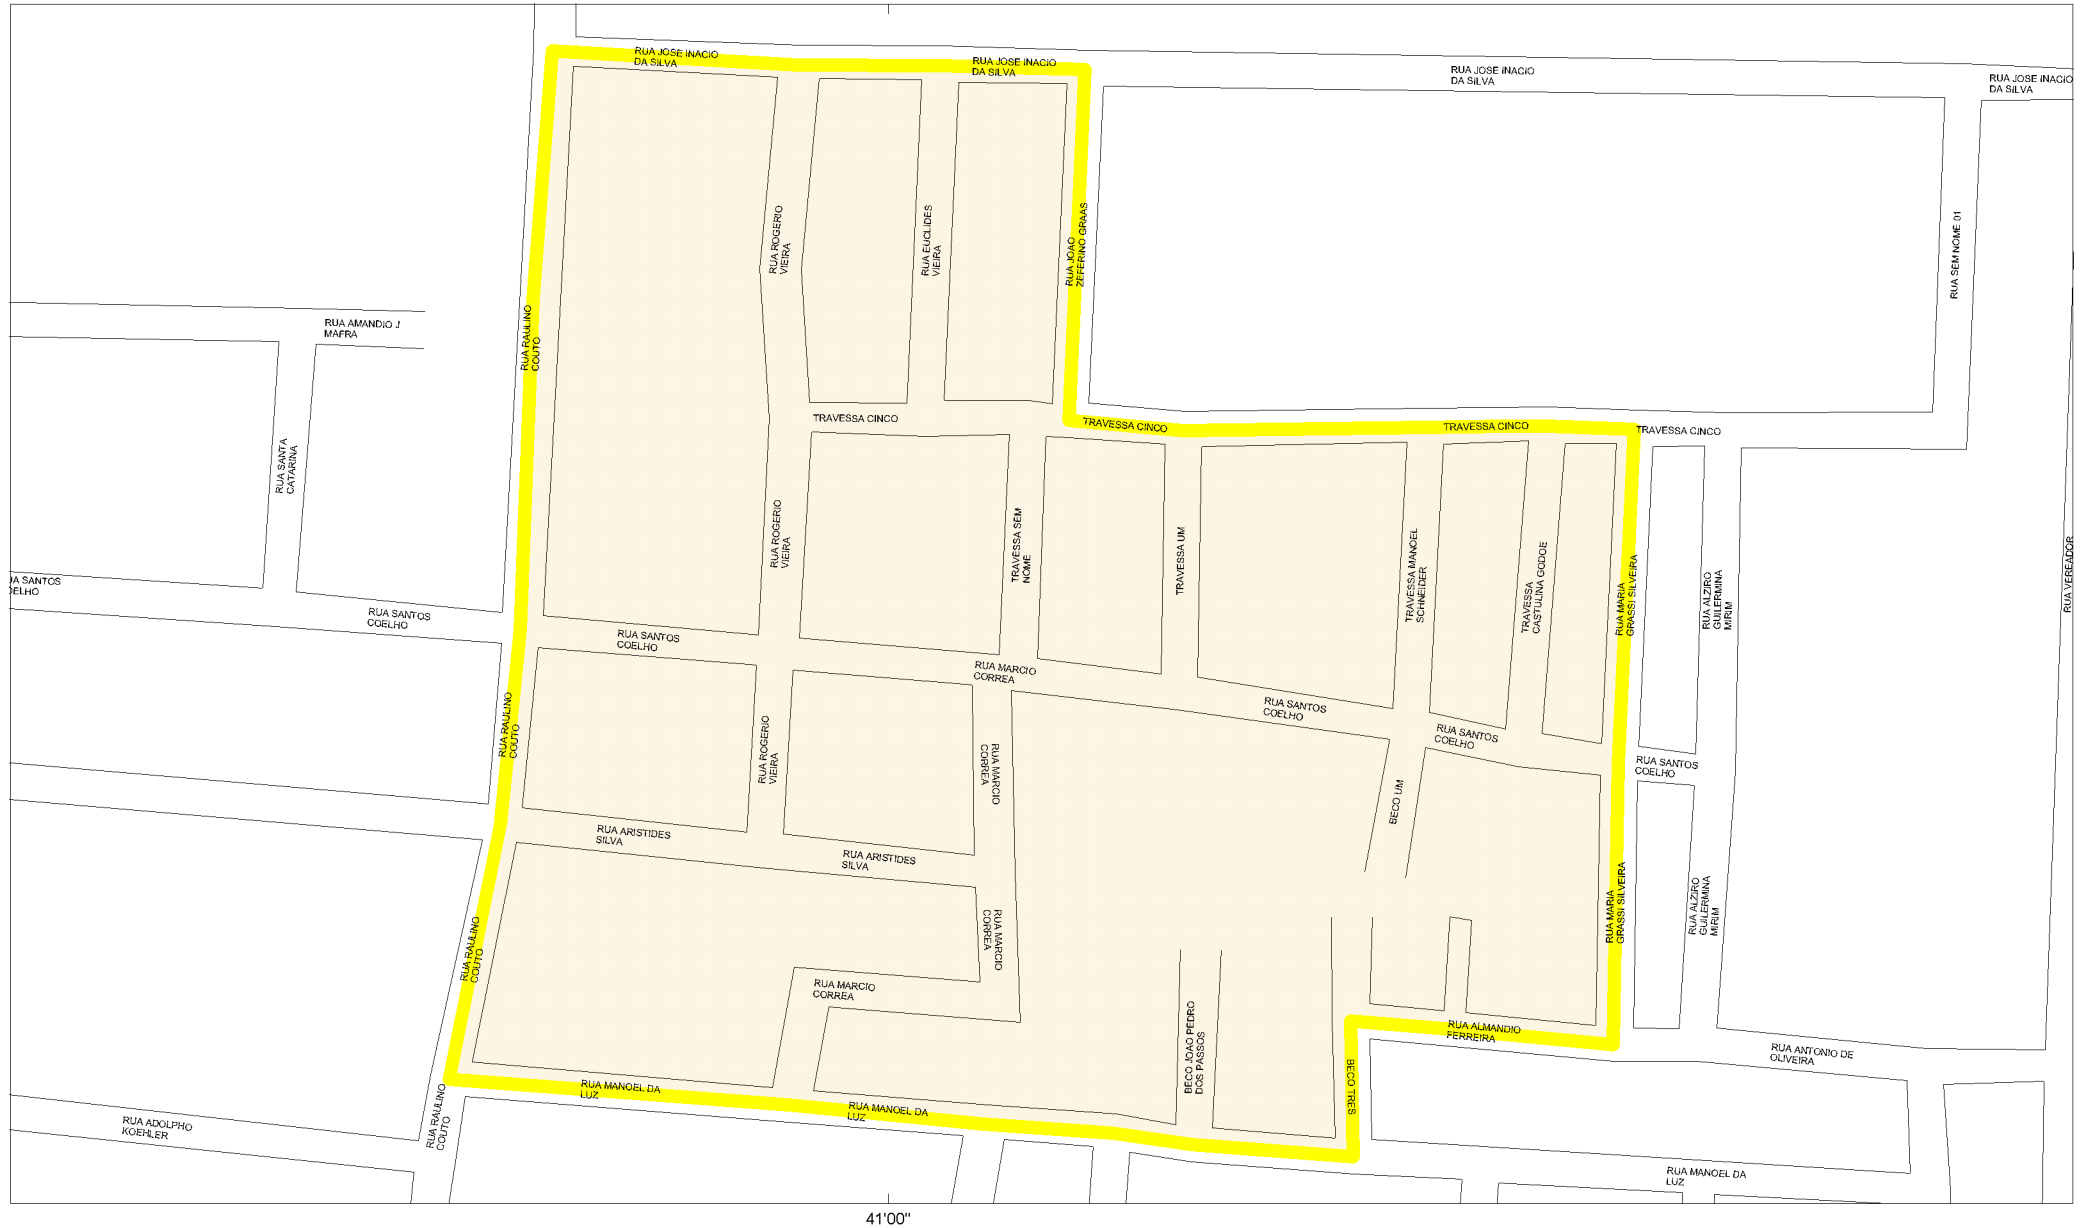 RUA JOSE INACIO
DA SILVA
RUA JOSE INACIO
DA SILVA
RUA JOSE INACIO
DA SILVA
RUA JOSE INACIO
DA SILVA
RUA ROGERIO
VIEIRA
RUA EUCLIDES
VIEIRA
RUA JOAO
ZEFERINO GRAAS
RUA SEM NOME 01
RUA AMANDIO J
MAFRA
RUA RAULINO
COUTO
TRAVESSA CINCO
TRAVESSA CINCO
TRAVESSA CINCO
TRAVESSA CINCO
RUA SANTA
CATARINA
RUA ROGERIO
VIEIRA
TRAVESSA SEM
NOME
TRAVESSA UM
TRAVESSA MANOEL
SCHNEIDER
TRAVESSA
CASTULINA GODOE
RUA MARIA
GRASSI SILVEIRA
RUA ALZIRO
GUILERMINA
MIRIM
RUA VEREADOR
UA SANTOS
OELHO
RUA SANTOS
COELHO
RUA SANTOS
COELHO
RUA MARCIO
CORREA
RUA SANTOS
COELHO
RUA SANTOS
COELHO
RUA SANTOS
COELHO
RUA RAULINO
COUTO
RUA ROGERIO
VIEIRA
RUA MARCIO
CORREA
BECO UM
RUA ARISTIDES
SILVA
RUA ARISTIDES
SILVA
RUA MARIA
GRASSI SILVEIRA
RUA ALZIRO
GUILERMINA
MIRIM
RUA RAULINO
COUTO
RUA MARCIO
CORREA
RUA MARCIO
CORREA
BECO JOAO PEDRO
DOS PASSOS
RUA ALMANDIO
FERREIRA
RUA ANTONIO DE
OLIVEIRA
RUA MANOEL DA
LUZ
RUA MANOEL DA
LUZ
BECO TRES
RUA ADOLPHO
KOEHLER
RUA RAULINO
COUTO
RUA MANOEL DA
LUZ
41'00"